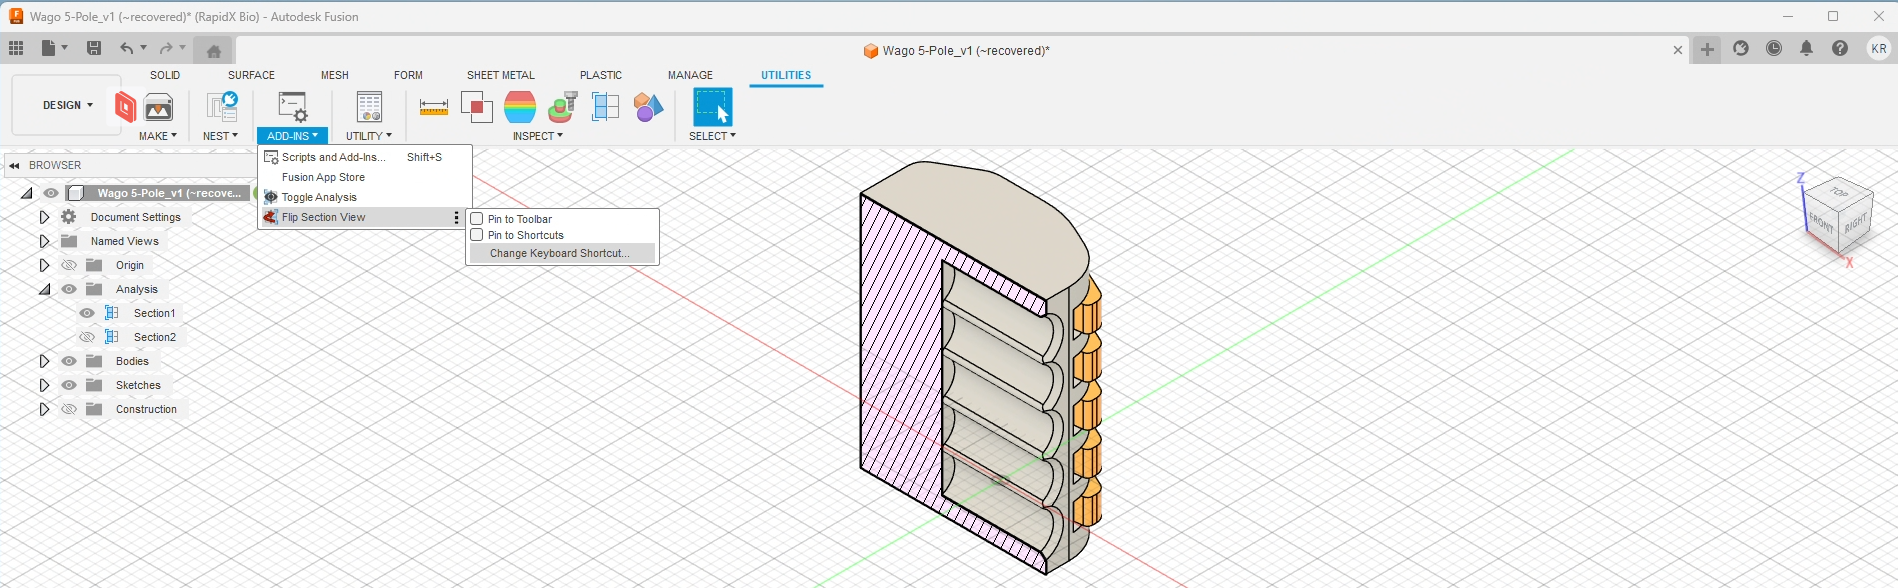 Wago 5-Pole_v1 (~recovered)* (RapidX Bio) - Autodesk Fusion
Wago 5-Pole_v1 (~recovered)*
KR
SOLID SURFACE MESH FORM SHEET METAL PLASTIC MANAGE UTILITIES
DESIGN
MAKE NEST ADD-INS UTILITY INSPECT SELECT
Scripts and Add-Ins... Shift+S
Fusion App Store
Toggle Analysis
Flip Section View
Pin to Toolbar
Pin to Shortcuts
Change Keyboard Shortcut...
BROWSER
Wago 5-Pole_v1 (~recove...
Document Settings
Named Views
Origin
Analysis
Section1
Section2
Bodies
Sketches
Construction
Z
TOP
FRONT
RIGHT
X